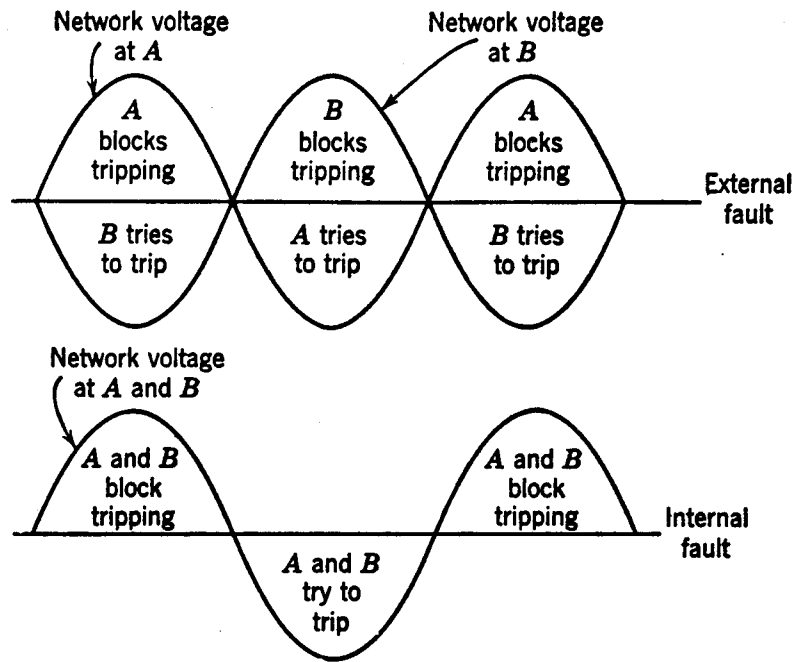 Network voltage
at A
Network voltage
at B
A
blocks
tripping
B
blocks
tripping
A
blocks
tripping
External
fault
B tries
to trip
A tries
to trip
B tries
to trip
Network voltage
at A and B
A and B
block
tripping
A and B
block
tripping
Internal
fault
A and B
try to
trip